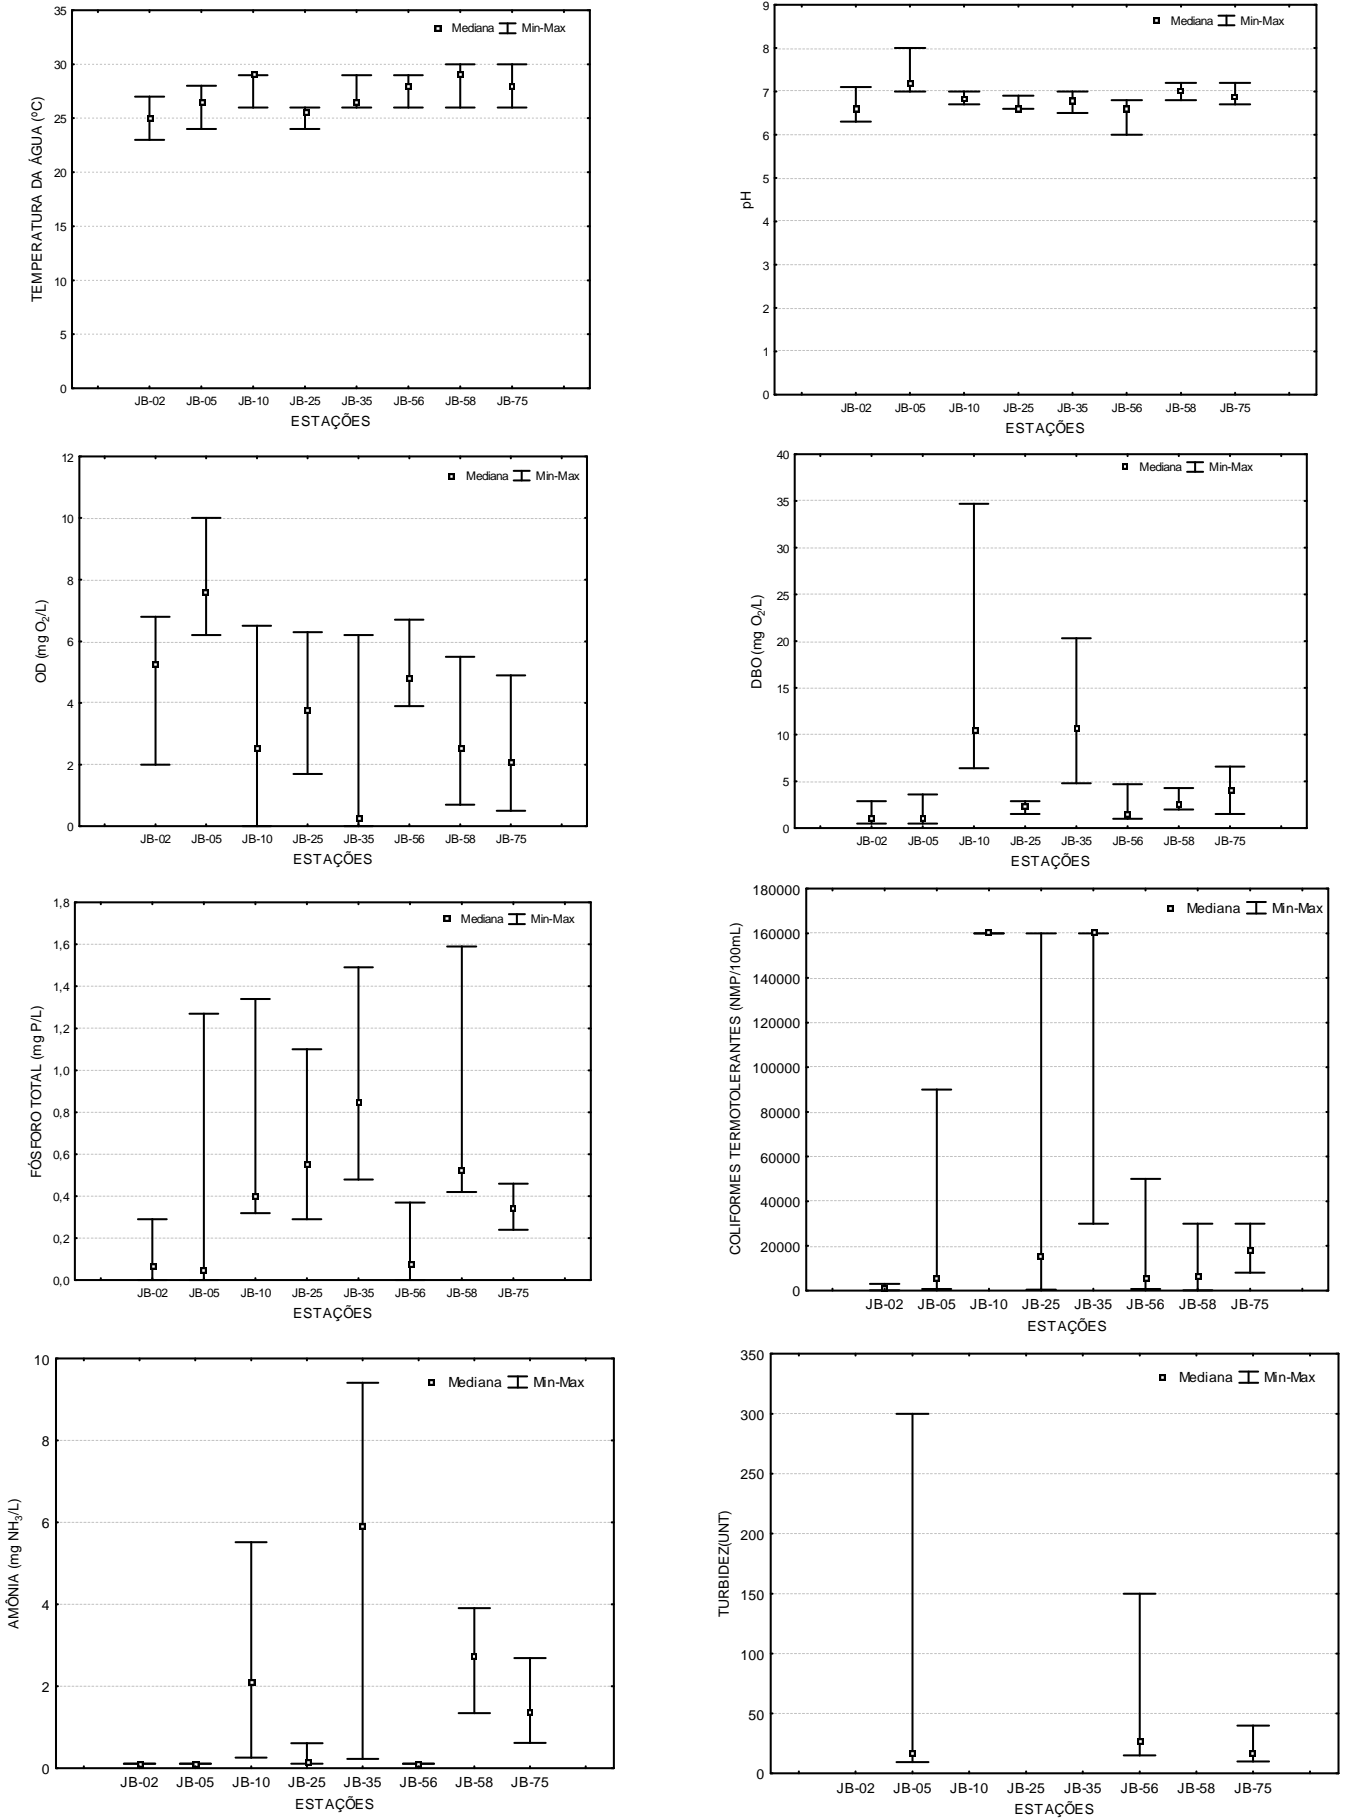 TEMPERATURA DA ÁGUA (ºC)
35
30
25
20
15
10
5
0
Mediana Min-Max
JB-02 JB-05 JB-10 JB-25 JB-35 JB-56 JB-58 JB-75
ESTAÇÕES
pH
9
8
7
6
5
4
3
2
1
0
Mediana Min-Max
JB-02 JB-05 JB-10 JB-25 JB-35 JB-56 JB-58 JB-75
ESTAÇÕES
OD (mg O₂/L)
12
10
8
6
4
2
0
Mediana Min-Max
JB-02 JB-05 JB-10 JB-25 JB-35 JB-56 JB-58 JB-75
ESTAÇÕES
DBO (mg O₂/L)
40
35
30
25
20
15
10
5
0
Mediana Min-Max
JB-02 JB-05 JB-10 JB-25 JB-35 JB-56 JB-58 JB-75
ESTAÇÕES
FÓSFORO TOTAL (mg P/L)
1,8
1,6
1,4
1,2
1,0
0,8
0,6
0,4
0,2
0,0
Mediana Min-Max
JB-02 JB-05 JB-10 JB-25 JB-35 JB-56 JB-58 JB-75
ESTAÇÕES
COLIFORMES TERMOTOLERANTES (NMP/100mL)
180000
160000
140000
120000
100000
80000
60000
40000
20000
0
Mediana Min-Max
JB-02 JB-05 JB-10 JB-25 JB-35 JB-56 JB-58 JB-75
ESTAÇÕES
AMÔNIA (mg NH₃/L)
10
8
6
4
2
0
Mediana Min-Max
JB-02 JB-05 JB-10 JB-25 JB-35 JB-56 JB-58 JB-75
ESTAÇÕES
TURBIDEZ(UNT)
350
300
250
200
150
100
50
0
Mediana Min-Max
JB-02 JB-05 JB-10 JB-25 JB-35 JB-56 JB-58 JB-75
ESTAÇÕES